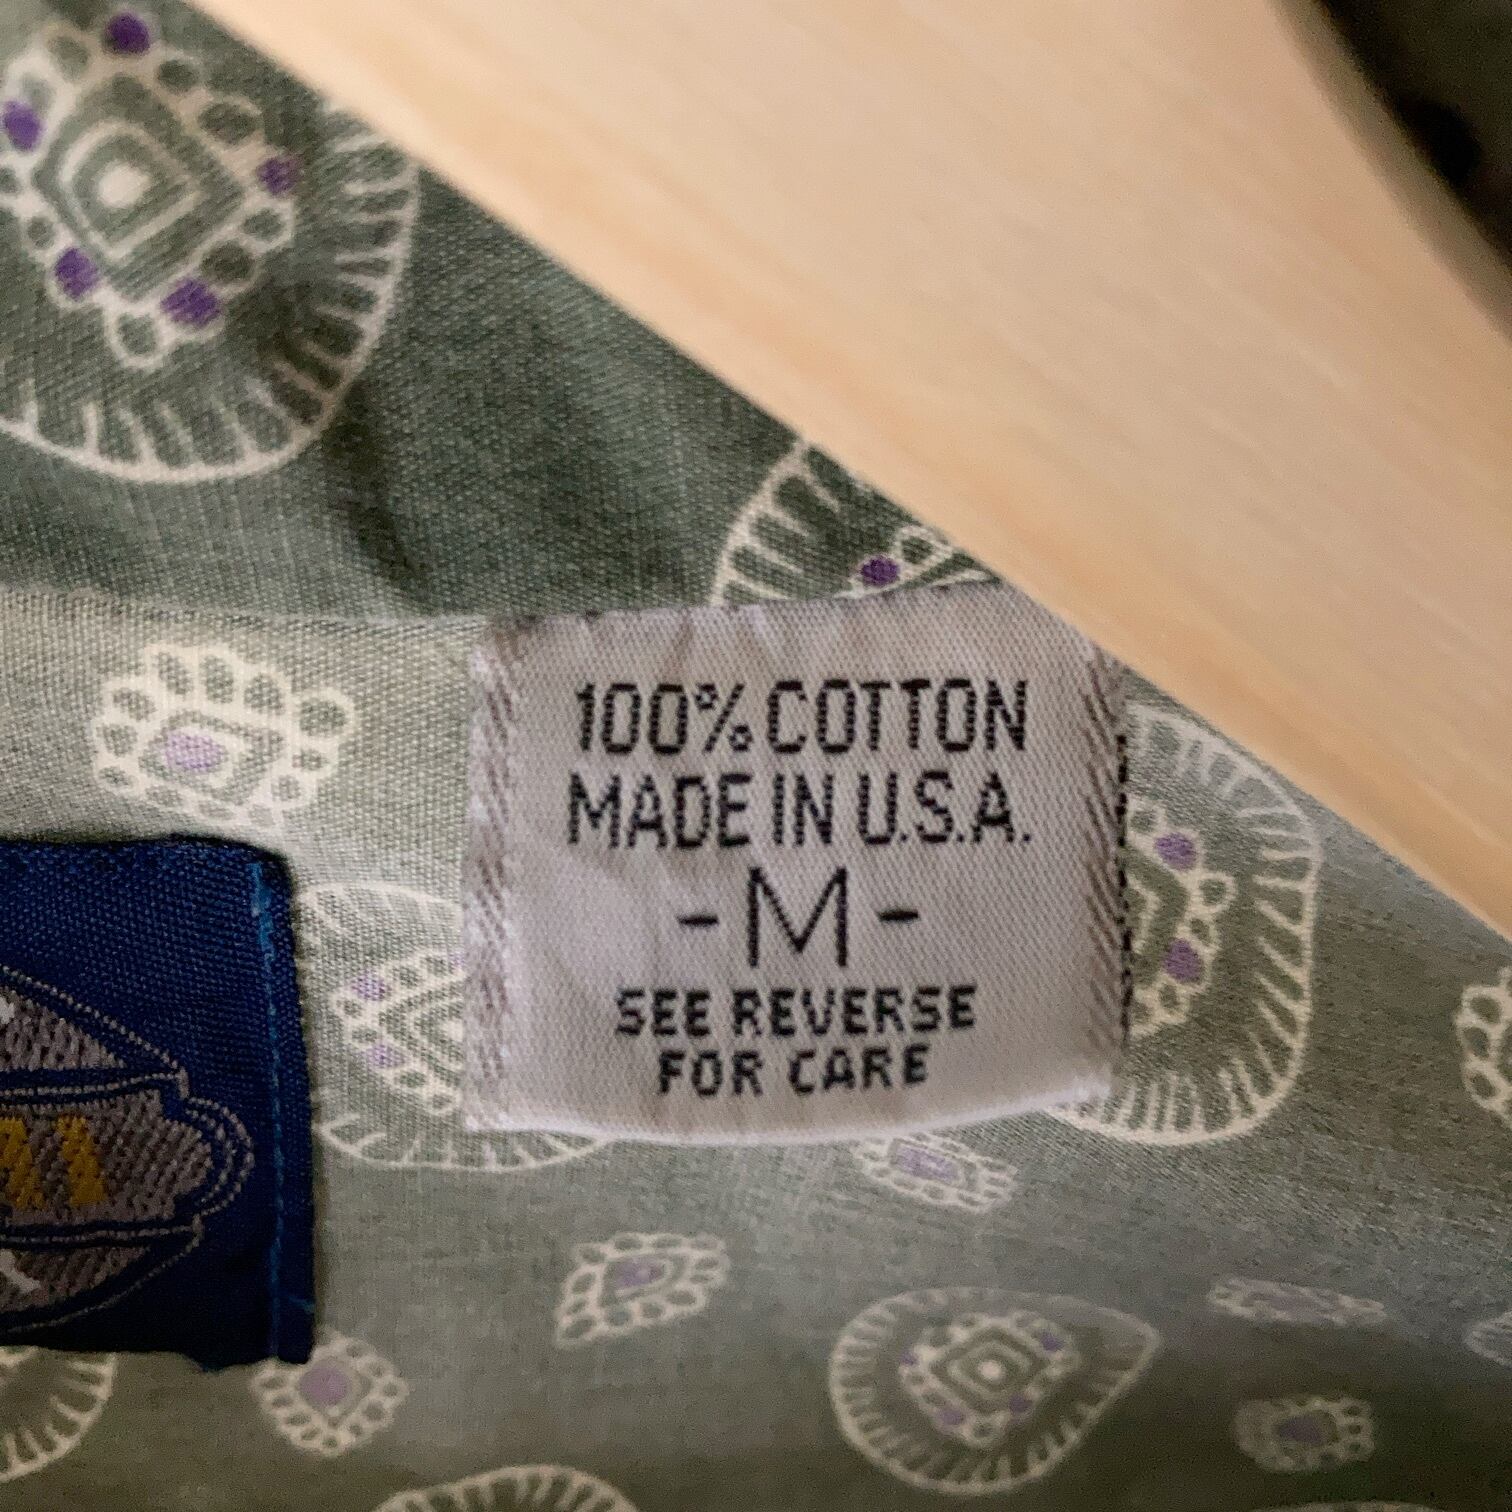 100% COTTON
MADE IN U.S.A.
- M -
SEE REVERSE
FOR CARE